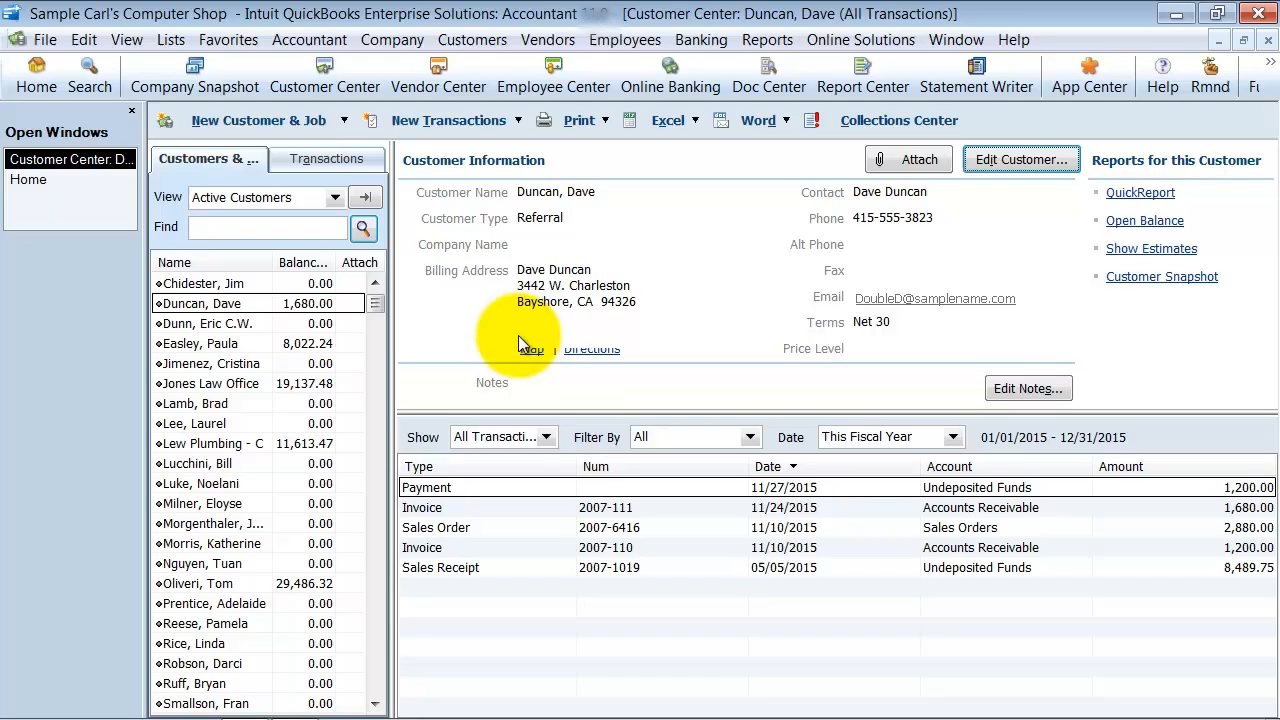 Sample Carl's Computer Shop - Intuit QuickBooks Enterprise Solutions: Accountant - [Customer Center: Duncan, Dave (All Transactions)]
File Edit View Lists Favorites Accountant Company Customers Vendors Employees Banking Reports Online Solutions Window Help
Home Search Company Snapshot Customer Center Vendor Center Employee Center Online Banking Doc Center Report Center Statement Writer App Center Help Rmnd Fu
Open Windows
Customer Center: D...
Home
New Customer & Job New Transactions Print Excel Word Collections Center
Customers & ... Transactions
View Active Customers
Find
Name Balanc... Attach
Chidester, Jim 0.00
Duncan, Dave 1,680.00
Dunn, Eric C.W. 0.00
Easley, Paula 8,022.24
Jimenez, Cristina 0.00
Jones Law Office 19,137.48
Lamb, Brad 0.00
Lee, Laurel 0.00
Lew Plumbing - C 11,613.47
Lucchini, Bill 0.00
Luke, Noelani 0.00
Milner, Eloyse 0.00
Morgenthaler, J... 0.00
Morris, Katherine 0.00
Nguyen, Tuan 0.00
Oliveri, Tom 29,486.32
Prentice, Adelaide 0.00
Reese, Pamela 0.00
Rice, Linda 0.00
Robson, Darci 0.00
Ruff, Bryan 0.00
Smallson, Fran 0.00
Customer Information Attach Edit Customer...
Customer Name Duncan, Dave Contact Dave Duncan
Customer Type Referral Phone 415-555-3823
Company Name Alt Phone
Billing Address Dave Duncan Fax
3442 W. Charleston
Bayshore, CA 94326 Email DoubleD@samplename.com
Terms Net 30
Map | Directions Price Level
Notes Edit Notes...
Reports for this Customer
QuickReport
Open Balance
Show Estimates
Customer Snapshot
Show All Transacti... Filter By All Date This Fiscal Year 01/01/2015 - 12/31/2015
Type Num Date Account Amount
Payment 11/27/2015 Undeposited Funds 1,200.00
Invoice 2007-111 11/24/2015 Accounts Receivable 1,680.00
Sales Order 2007-6416 11/10/2015 Sales Orders 2,880.00
Invoice 2007-110 11/10/2015 Accounts Receivable 1,200.00
Sales Receipt 2007-1019 05/05/2015 Undeposited Funds 8,489.75